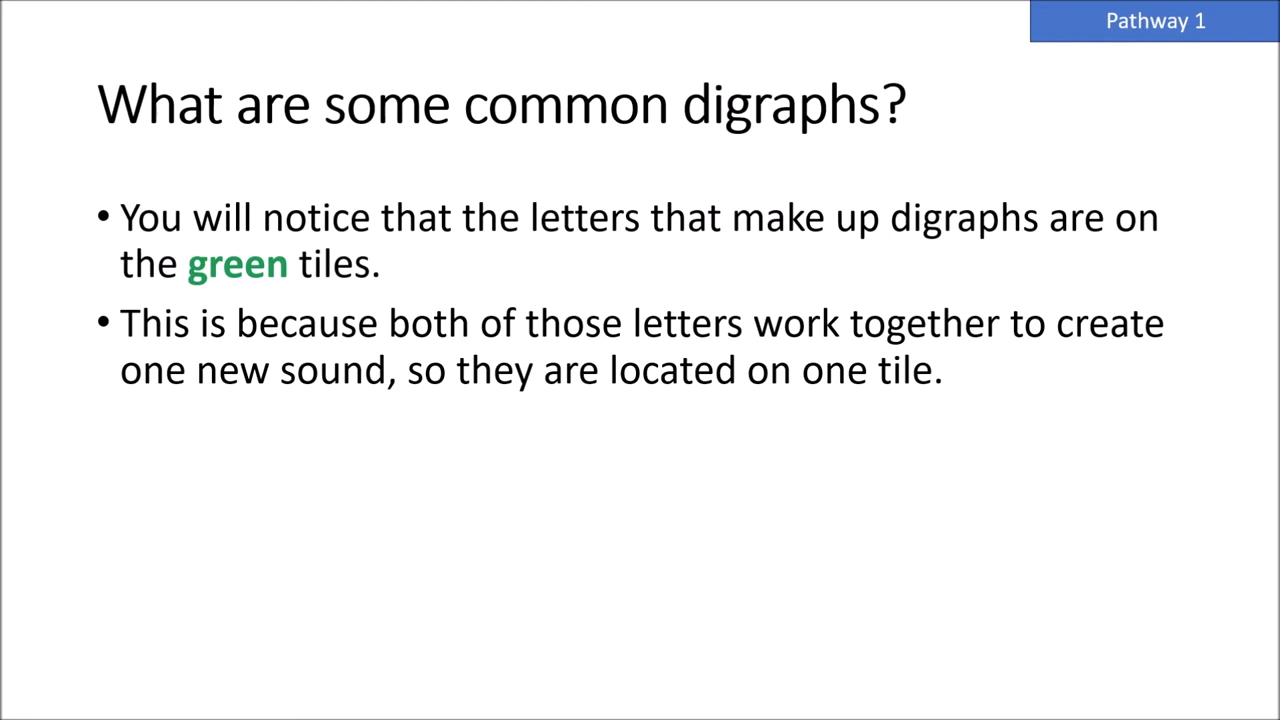 Pathway 1
What are some common digraphs?
• You will notice that the letters that make up digraphs are on
the green tiles.
• This is because both of those letters work together to create
one new sound, so they are located on one tile.